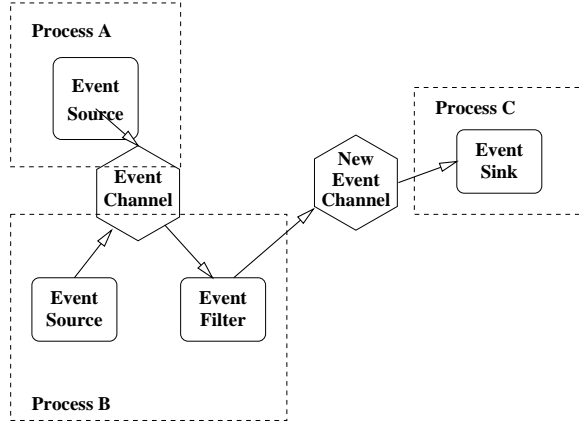 Process A
Event
Source
Event
Channel
Process C
New
Event
Channel
Event
Sink
Event
Source
Event
Filter
Process B